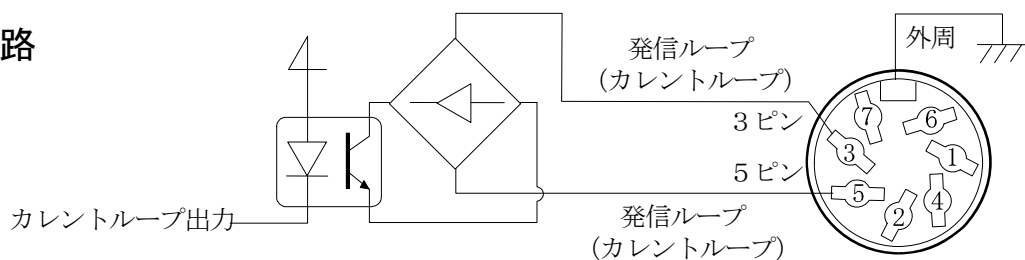 路
発信ループ
(カレントループ)
3ピン
5ピン
発信ループ
(カレントループ)
カレントループ出力
外周
7
6
3
1
5
2
4